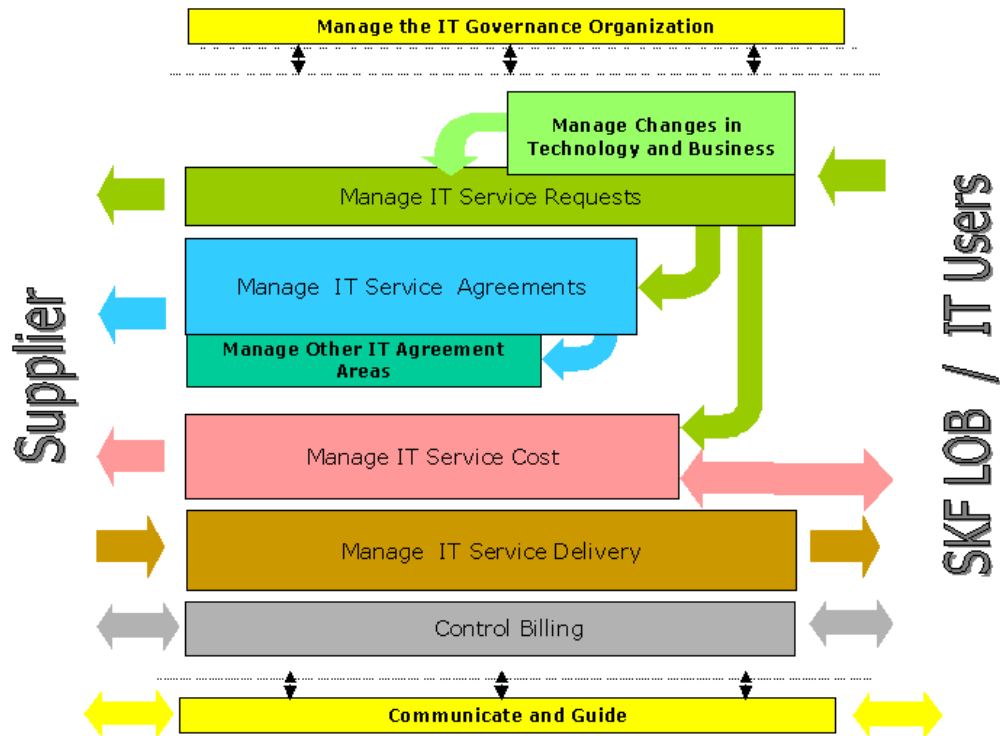 Manage the IT Governance Organization
Manage Changes in
Technology and Business
Manage IT Service Requests
Manage IT Service Agreements
Manage Other IT Agreement
Areas
Manage IT Service Cost
Manage IT Service Delivery
Control Billing
Communicate and Guide
Supplier
SKF LOB / IT Users